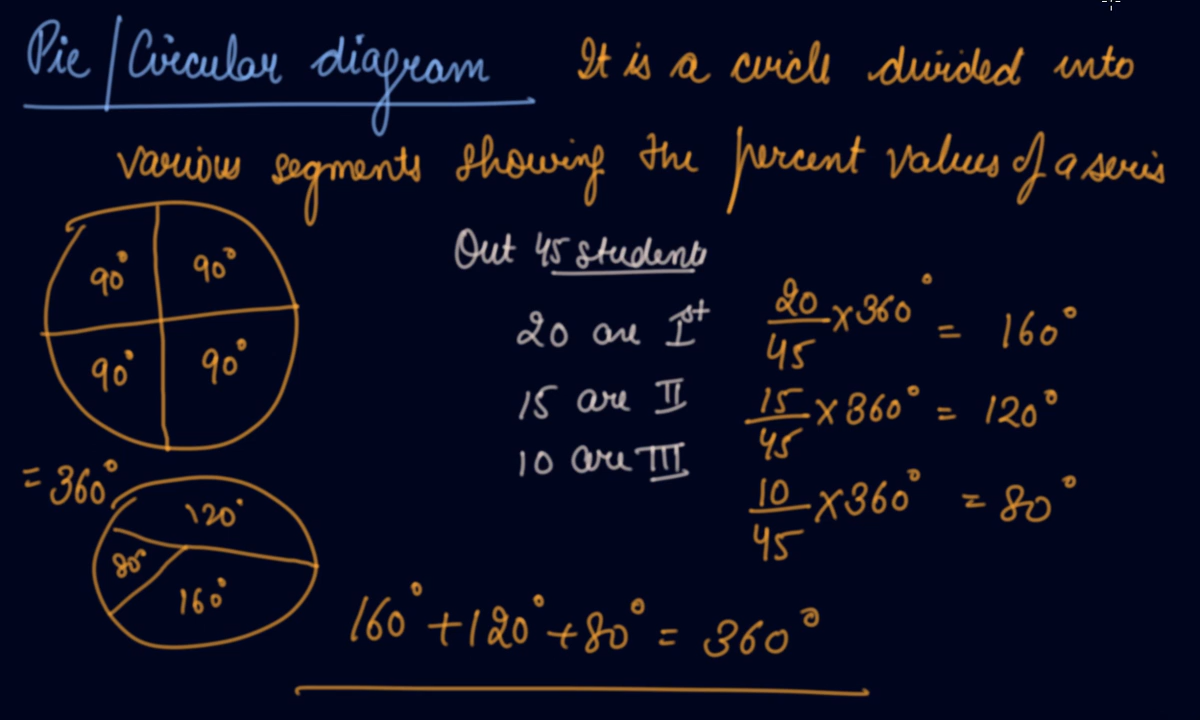 Pie/Circular diagram It is a circle divided into
various segments showing the percent values of a series
90° 90°
90° 90°
= 360°
Out 45 students
20 are Ist 20/45 x 360° = 160°
15 are II 15/45 x 360° = 120°
10 are III 10/45 x 360° = 80°
120°
80°
160°
160° + 120° + 80° = 360°